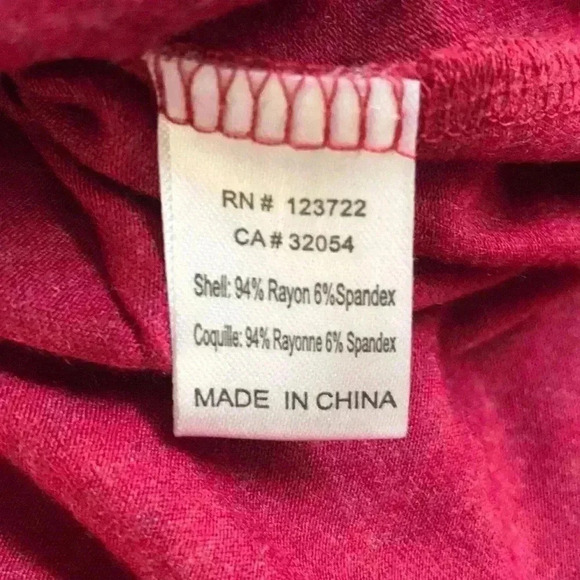 RN # 123722
CA # 32054
Shell: 94% Rayon 6%Spandex
Coquille: 94% Rayonne 6% Spandex
MADE IN CHINA